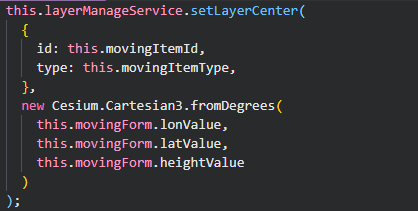 this.layerManageService.setLayerCenter(
  {
    id: this.movingItemId,
    type: this.movingItemType,
  },
  new Cesium.Cartesian3.fromDegrees(
    this.movingForm.lonValue,
    this.movingForm.latValue,
    this.movingForm.heightValue
  )
);